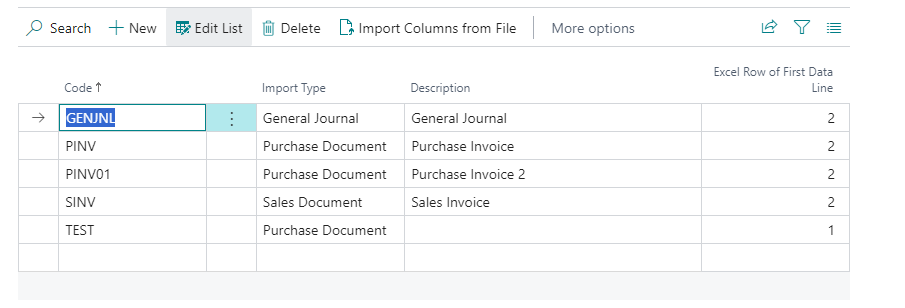 Search New Edit List Delete Import Columns from File More options
Excel Row of First Data
Code ↑ Import Type Description Line
GENJNL General Journal General Journal 2
PINV Purchase Document Purchase Invoice 2
PINV01 Purchase Document Purchase Invoice 2 2
SINV Sales Document Sales Invoice 2
TEST Purchase Document 1